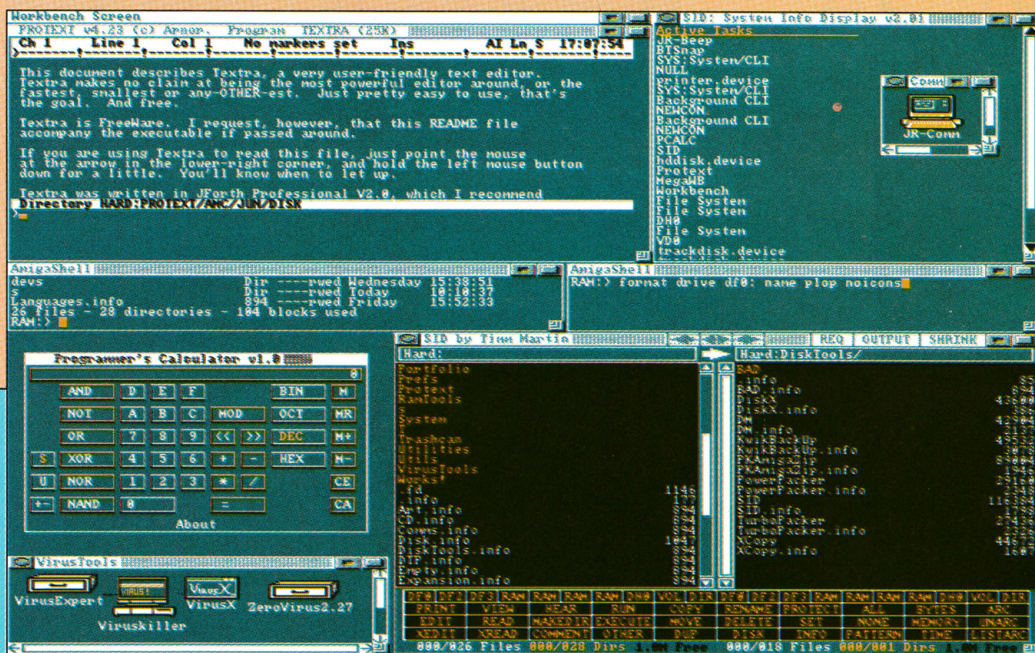 Workbench Screen
PROTEXT v4.23 (c) Arnor. Program TEXTRA (25K)
Ch 1 Line 1 Col 1 No markers set Ins AI Ln S 17:07:54
This document describes Textra, a very user-friendly text editor.
Textra makes no claim at being the most powerful editor around, or the
fastest, smallest or any-OTHER-est. Just pretty easy to use, that's
the goal. And free.
Textra is FreeWare. I request, however, that this README file
accompany the executable if passed around.
If you are using Textra to read this file, just point the mouse
at the arrow in the lower-right corner, and hold the left mouse button
down for a little. You'll know when to let up.
Textra was written in JForth Professional V2.0, which I recommend
Directory HARD:PROTEXT/AMC/JUN/DISK
SID: System Info Display v2.01
Active Tasks
JR-Beep
BTSnap
SYS:System/CLI
NULL
printer.device
SYS:System/CLI
Background CLI
NEWCON
Background CLI
NEWCON
PCALC
SID
hddisk.device
Protext
MegaWB
Workbench
File System
File System
DH0
File System
VD0
trackdisk.device
Comm
JR-Comm
AmigaShell
devs Dir ----rwed Wednesday 15:38:51
s Dir ----rwed Today 10:10:37
Languages.info 894 ----rwed Friday 15:52:33
26 files - 28 directories - 104 blocks used
RAM:>
AmigaShell
RAM:> format drive df0: name plop noicons
Programmer's Calculator v1.0
0
AND D E F BIN M
NOT A B C MOD OCT MR
OR 7 8 9 << >> DEC M+
S XOR 4 5 6 + - HEX M-
U NOR 1 2 3 * / CE
+- NAND 0 = CA
About
VirusTools
VirusExpert
VIRUS!
Viruskiller
VirusX
VirusX
ZeroVirus2.27
SID by Timm Martin REQ OUTPUT SHRINK
Hard:
Portfolio
Prefs
Protext
RamTools
s
System
t
Trashcan
Utilities
Utils
VirusTools
Works!
.fd 1146
.info
Art.info 894
CD.info 894
Comms.info 894
Disk.info 1047
DiskTools.info 894
DTP.info 894
Empty.info 894
Expansion.info 894
Hard:DiskTools/
BAD
.info
BAD.info 894
DiskX
DiskX.info
DM
DM.info
KwikBackUp
KwikBackUp.info
PKAmigaZip
PKAmigaZip.info
PowerPacker
PowerPacker.info
SID
SID.info
TurboPacker
TurboPacker.info
XCopy
XCopy.info
DF0 DF2 DF3 RAM RAM RAM RAM DH0 VOL DIR DF0 DF2 DF3 RAM RAM RAM RAM DH0 VOL DIR
PRINT VIEW HEAR RUN COPY RENAME PROTECT ALL BYTES ARC
EDIT READ MAKEDIR EXECUTE MOVE DELETE SET NONE MEMORY UNARC
XEDIT XREAD COMMENT OTHER DUP DISK INFO PATTERN TIME LISTARC
000/026 Files 000/028 Dirs 1.0M Free 000/018 Files 000/001 Dirs 1.0M Free